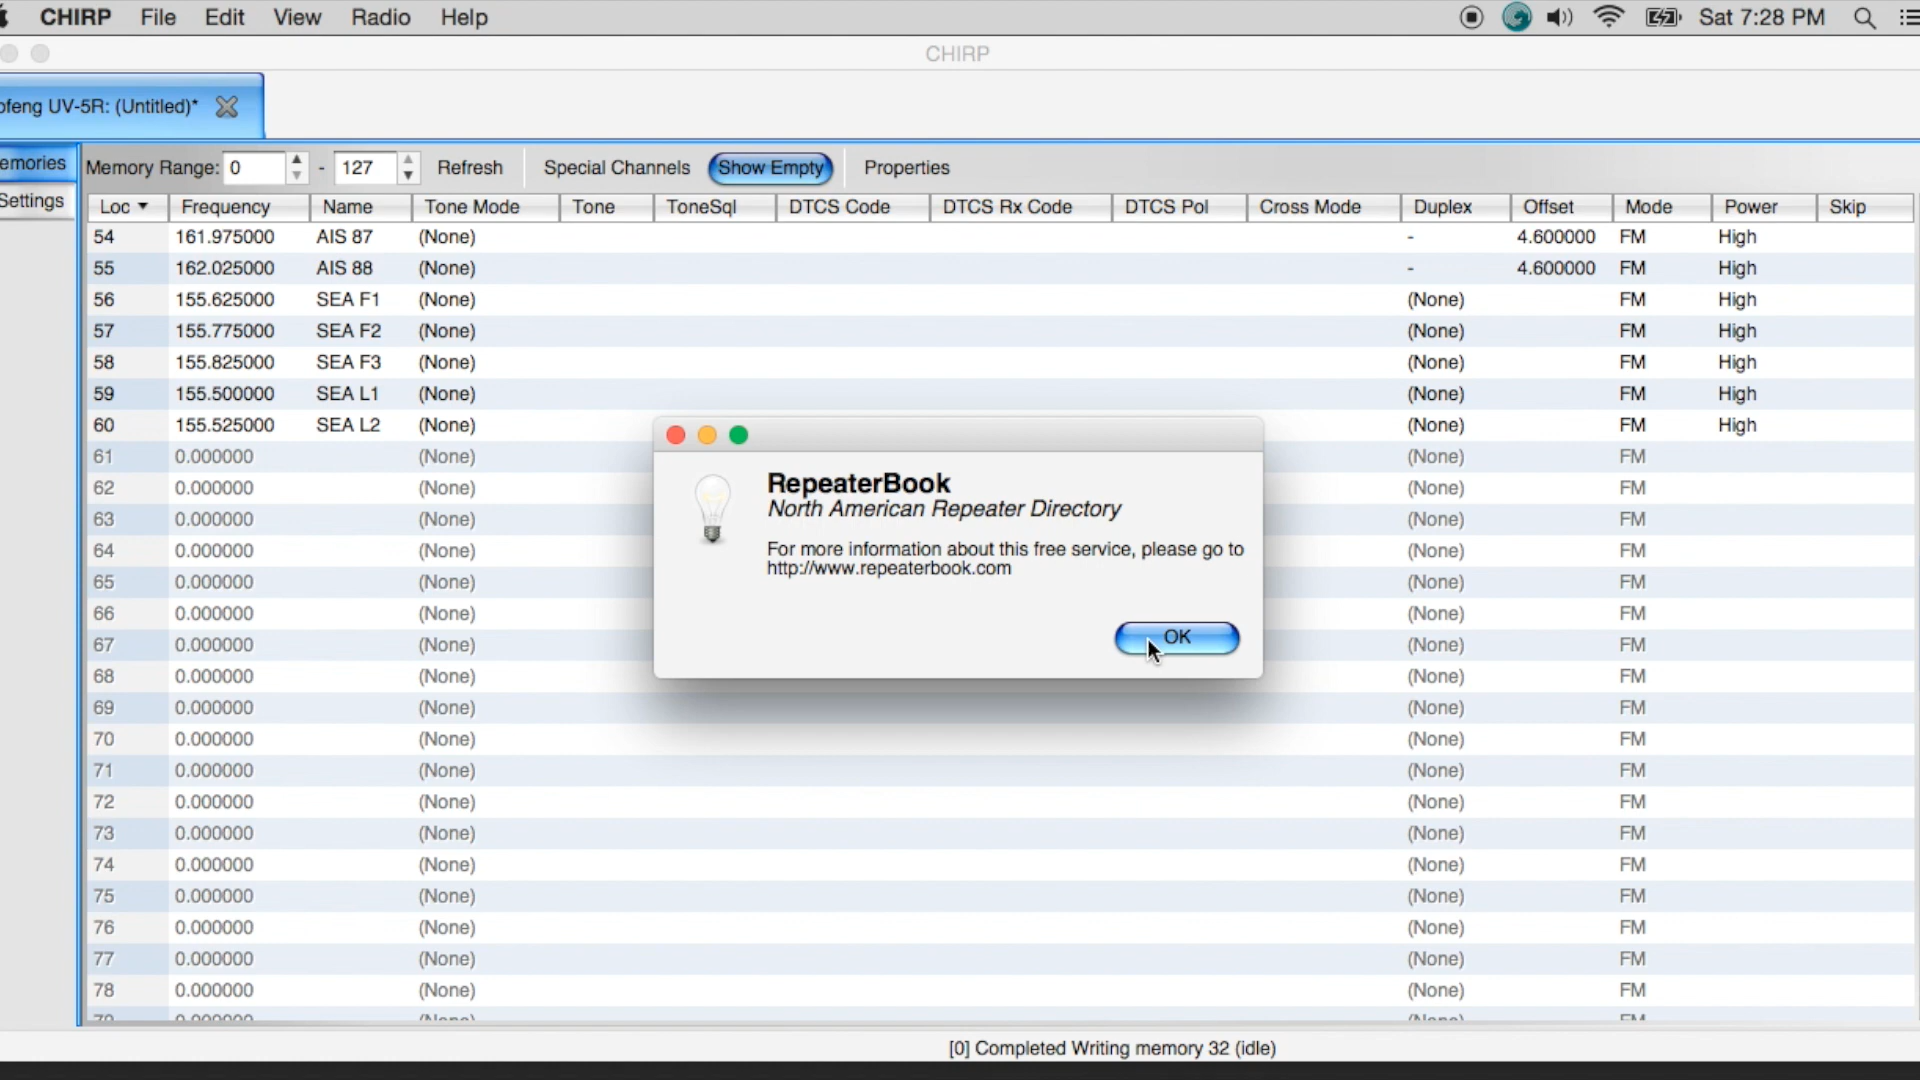 CHIRP File Edit View Radio Help Sat 7:28 PM
CHIRP
ofeng UV-5R: (Untitled)*
emories Memory Range: 0 - 127 Refresh Special Channels Show Empty Properties
Settings
Loc Frequency Name Tone Mode Tone ToneSql DTCS Code DTCS Rx Code DTCS Pol Cross Mode Duplex Offset Mode Power Skip
54 161.975000 AIS 87 (None) - 4.600000 FM High
55 162.025000 AIS 88 (None) - 4.600000 FM High
56 155.625000 SEA F1 (None) (None) FM High
57 155.775000 SEA F2 (None) (None) FM High
58 155.825000 SEA F3 (None) (None) FM High
59 155.500000 SEA L1 (None) (None) FM High
60 155.525000 SEA L2 (None) (None) FM High
61 0.000000 (None) (None) FM
62 0.000000 (None) (None) FM
63 0.000000 (None) (None) FM
64 0.000000 (None) (None) FM
65 0.000000 (None) (None) FM
66 0.000000 (None) (None) FM
67 0.000000 (None) (None) FM
68 0.000000 (None) (None) FM
69 0.000000 (None) (None) FM
70 0.000000 (None) (None) FM
71 0.000000 (None) (None) FM
72 0.000000 (None) (None) FM
73 0.000000 (None) (None) FM
74 0.000000 (None) (None) FM
75 0.000000 (None) (None) FM
76 0.000000 (None) (None) FM
77 0.000000 (None) (None) FM
78 0.000000 (None) (None) FM
79 0.000000 (None) (None) FM
RepeaterBook
North American Repeater Directory
For more information about this free service, please go to
http://www.repeaterbook.com
OK
[0] Completed Writing memory 32 (idle)